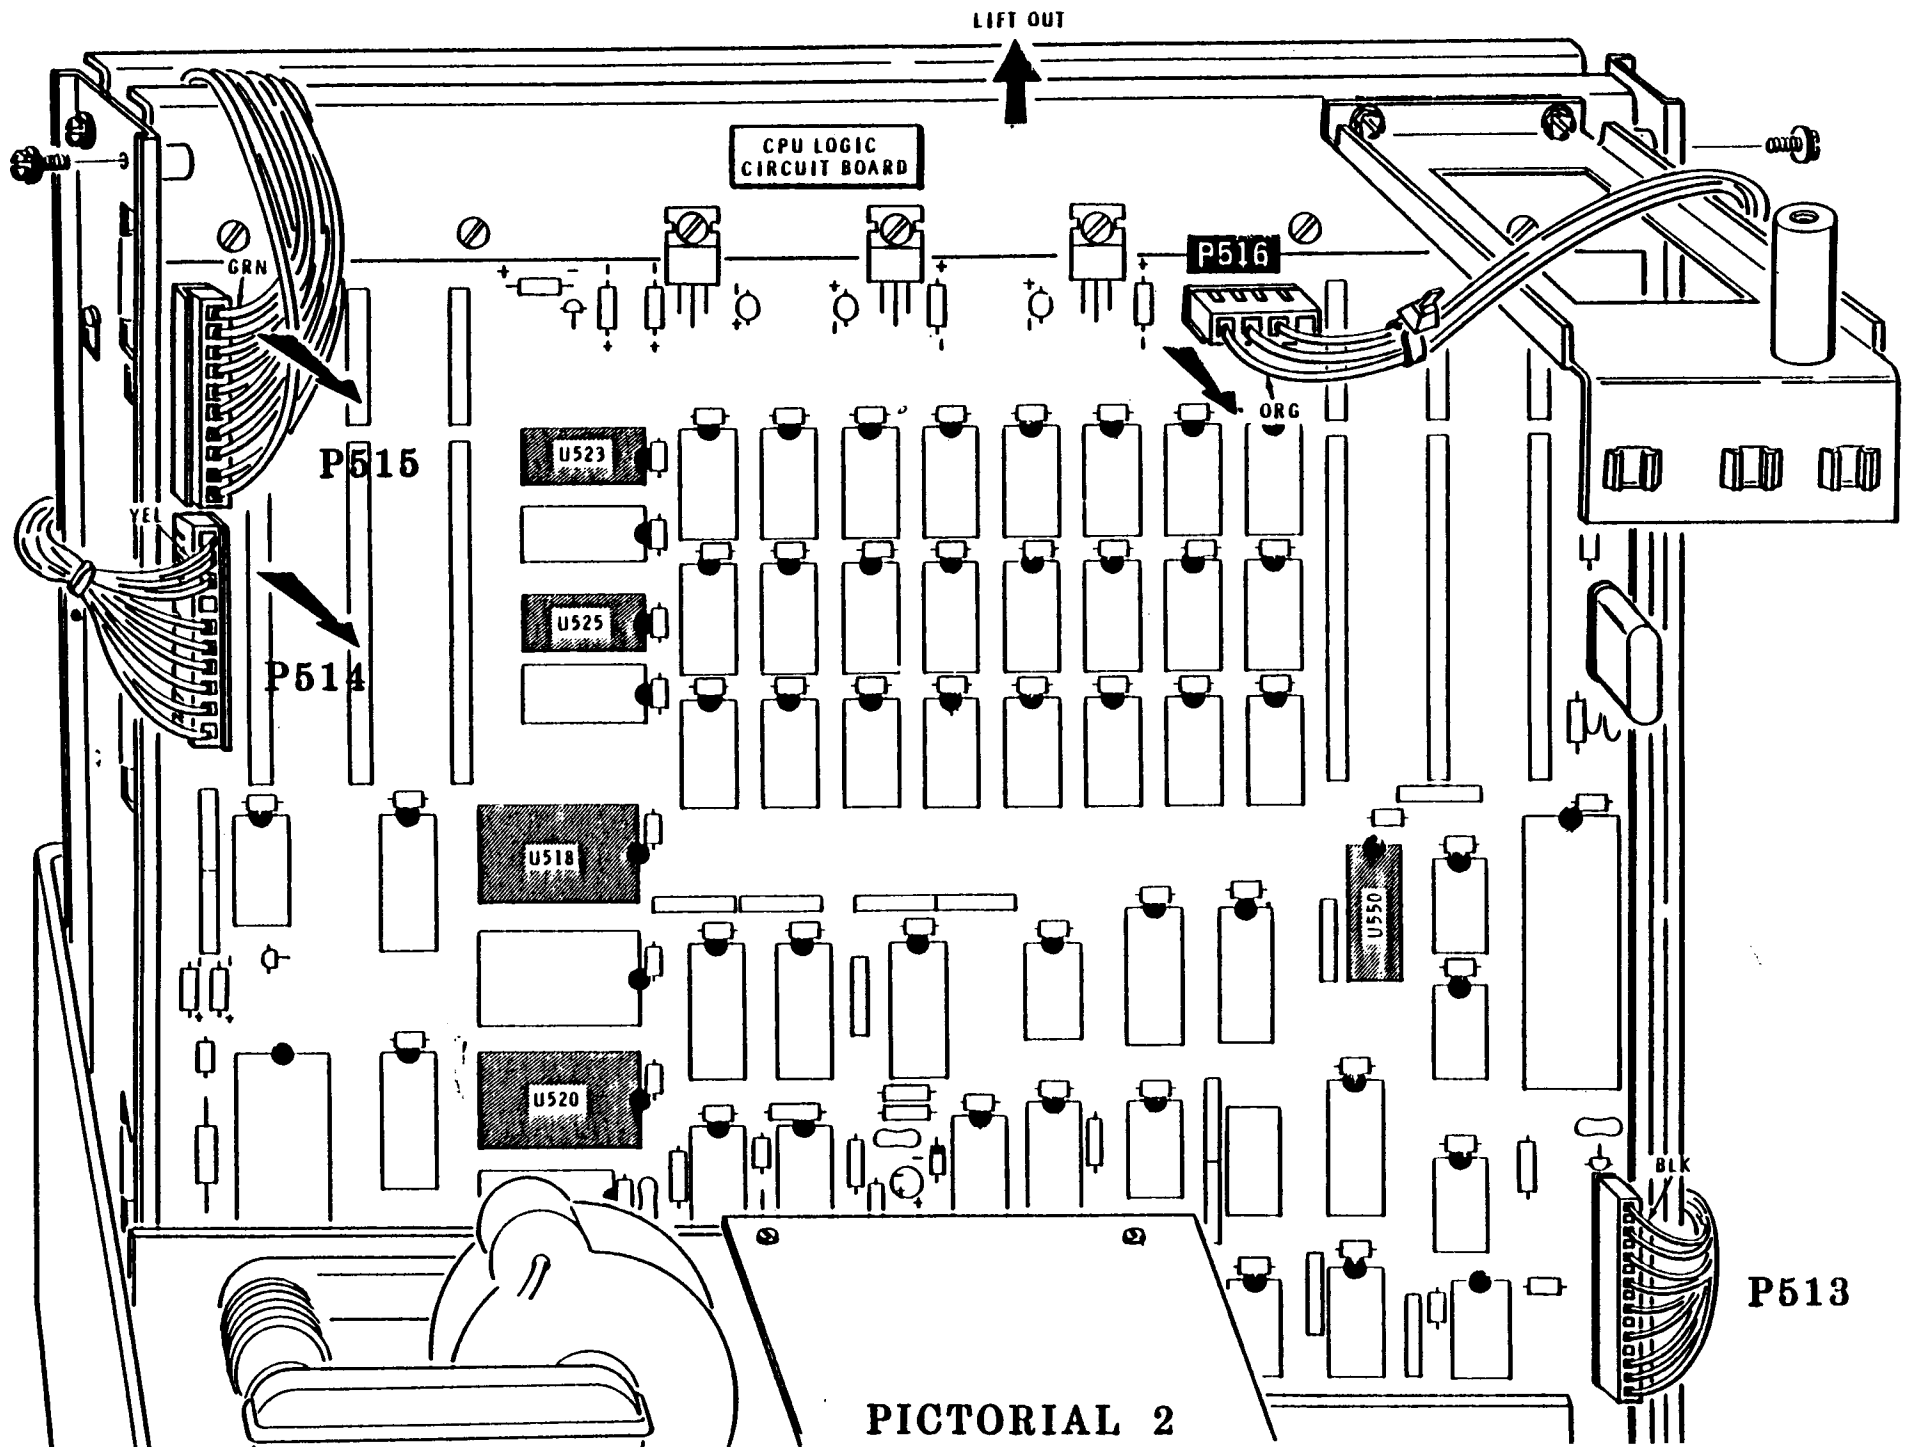 LIFT OUT
CPU LOGIC
CIRCUIT BOARD
P516
GRN
ORG
U523
P515
YEL
U525
P514
U518
U550
U520
BLK
P513
PICTORIAL 2